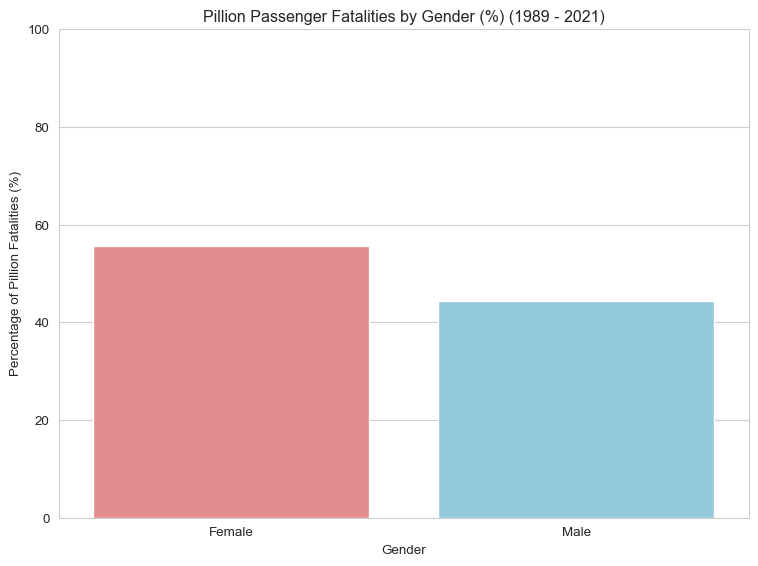 Pillion Passenger Fatalities by Gender (%) (1989 - 2021)
100
80
60
40
20
0
Percentage of Pillion Fatalities (%)
Female
Male
Gender